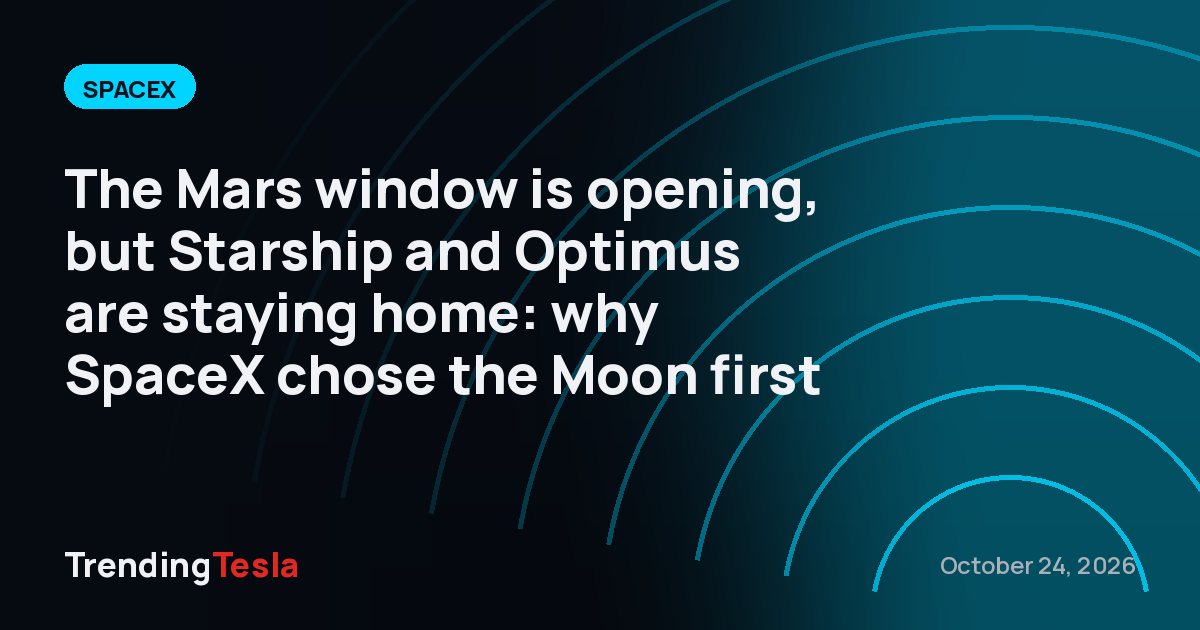 SPACEX
The Mars window is opening,
but Starship and Optimus
are staying home: why
SpaceX chose the Moon first
TrendingTesla
October 24, 2026